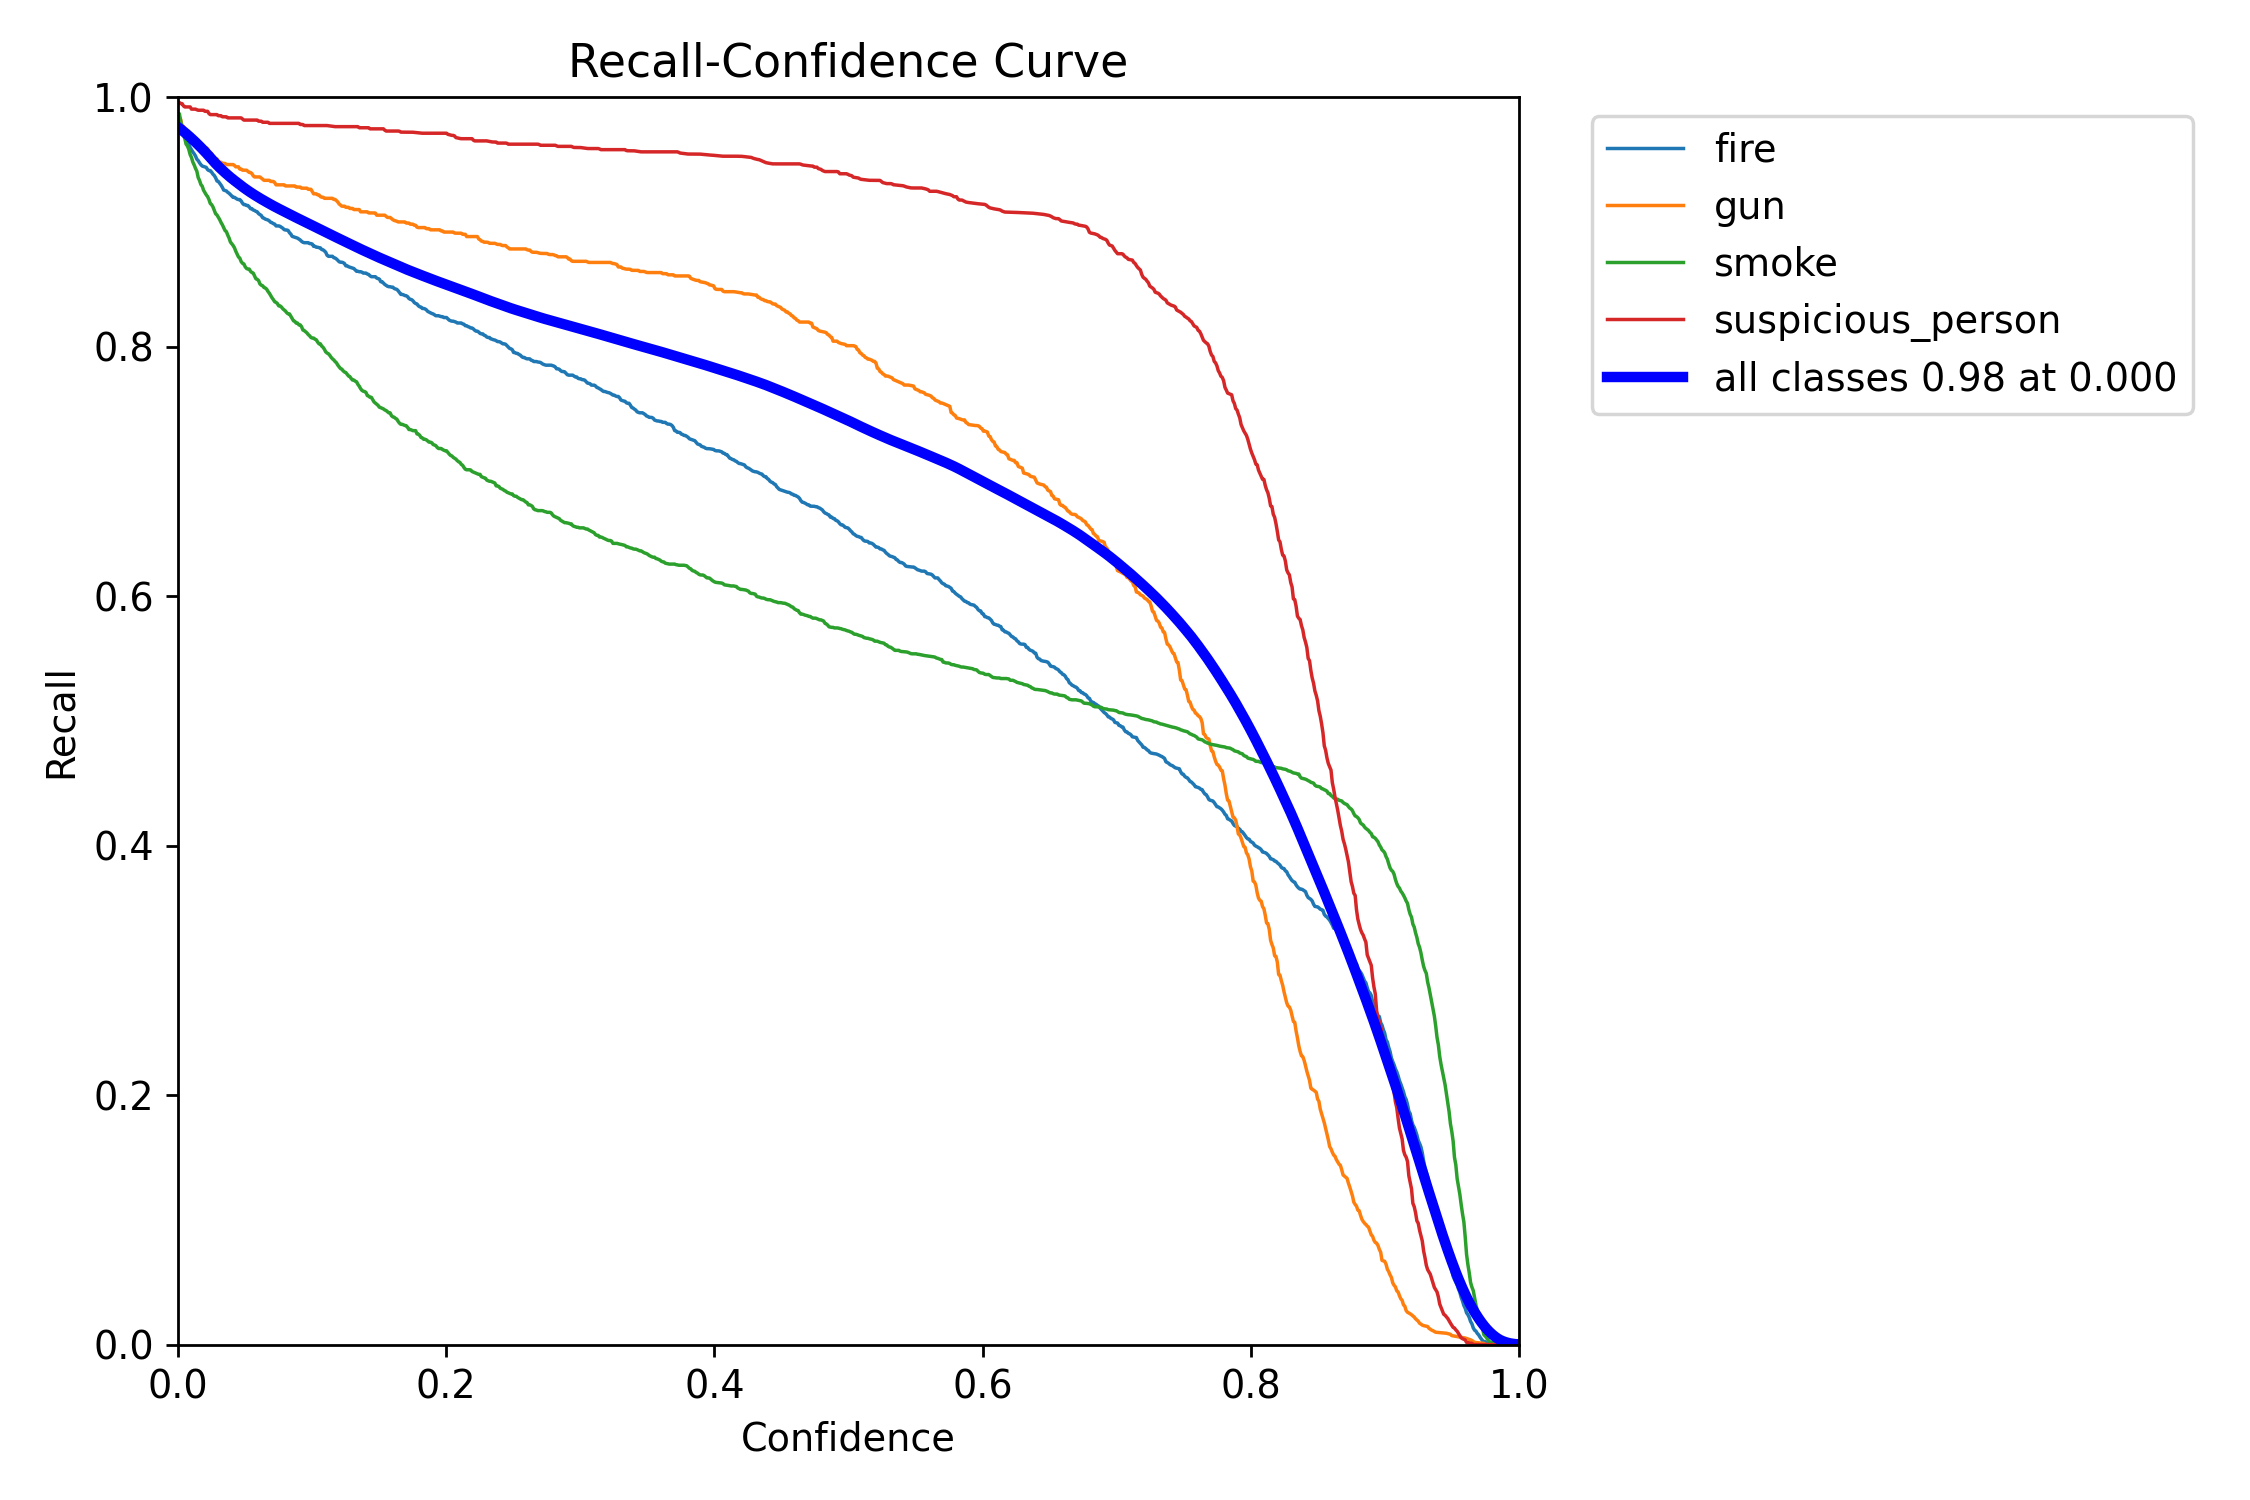 Recall-Confidence Curve
1.0
0.8
0.6
0.4
0.2
0.0
Recall
0.0 0.2 0.4 0.6 0.8 1.0
Confidence
fire
gun
smoke
suspicious_person
all classes 0.98 at 0.000